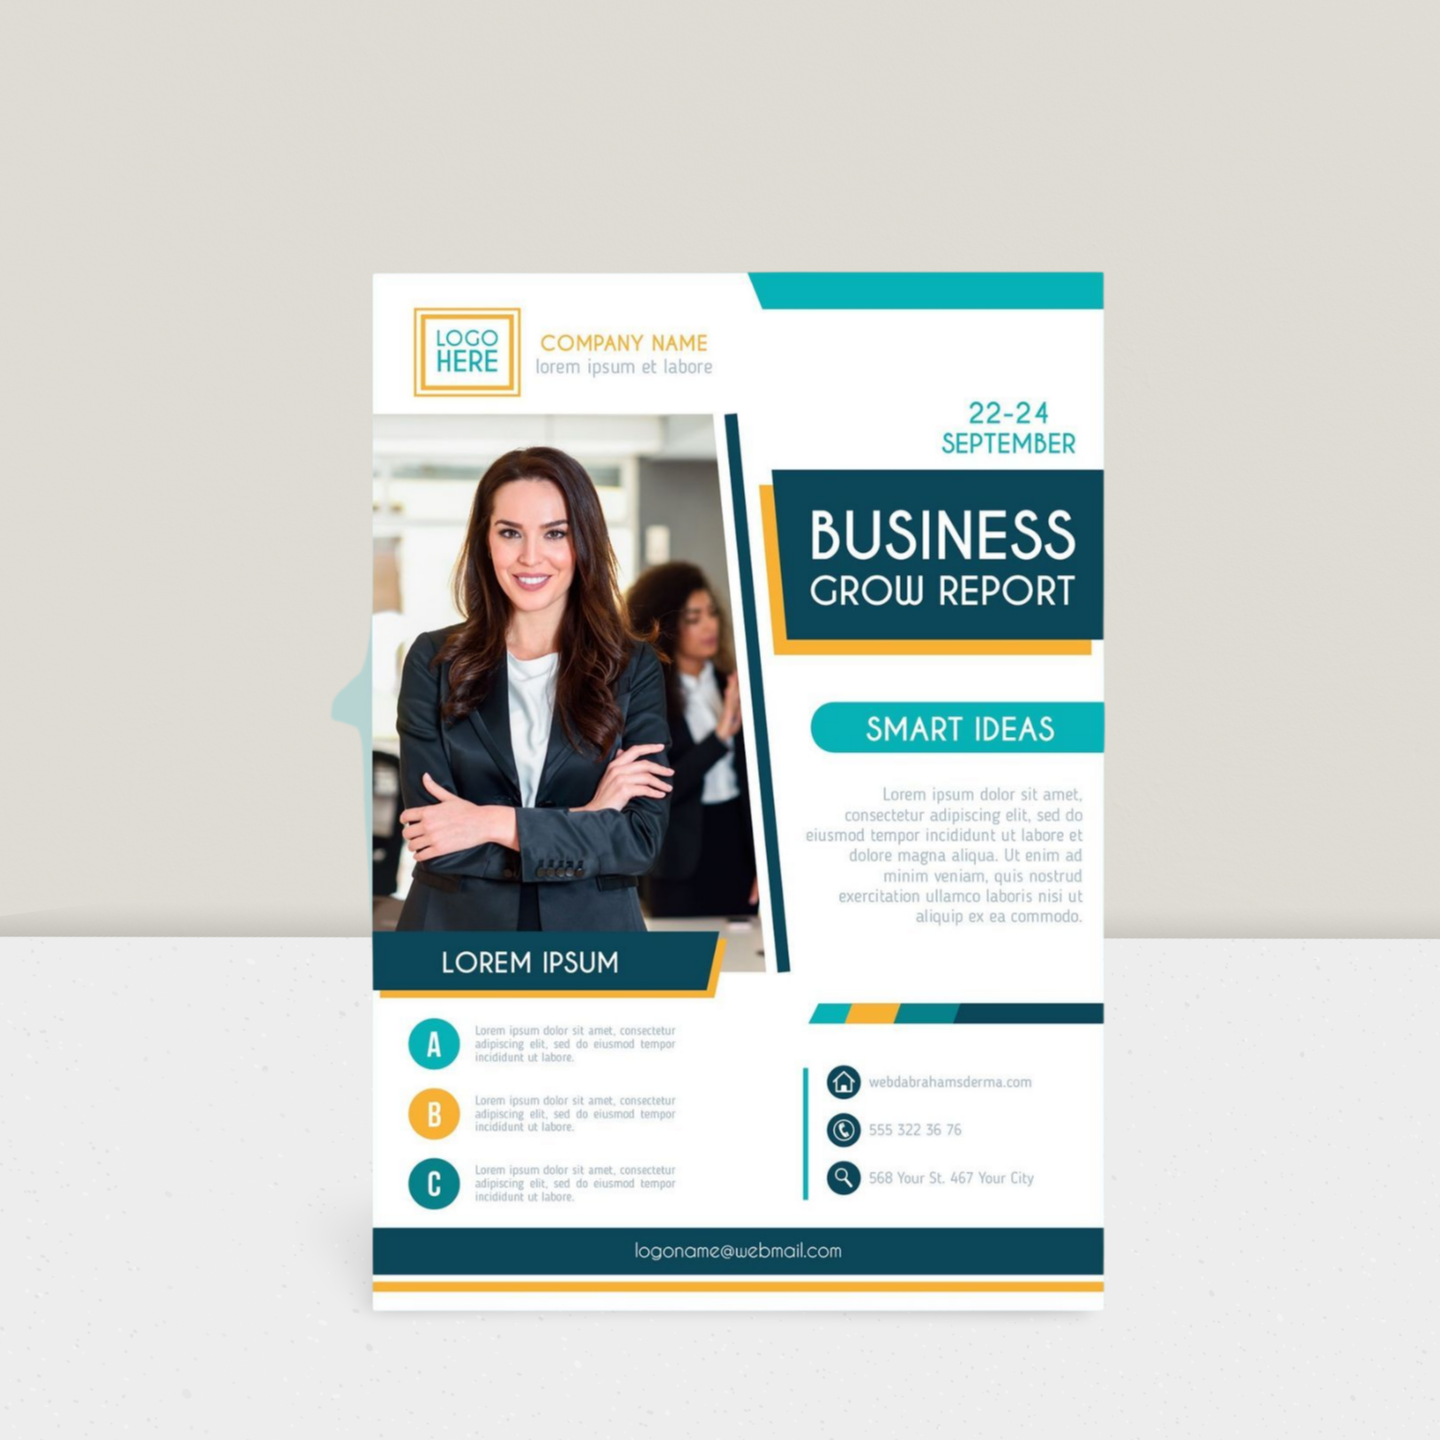 LOGO
HERE
COMPANY NAME
lorem ipsum et labore
22-24
SEPTEMBER
BUSINESS
GROW REPORT
SMART IDEAS
Lorem ipsum dolor sit amet,
consectetur adipiscing elit, sed do
eiusmod tempor incididunt ut labore et
dolore magna aliqua. Ut enim ad
minim veniam, quis nostrud
exercitation ullamco laboris nisi ut
aliquip ex ea commodo.
LOREM IPSUM
A
Lorem ipsum dolor sit amet, consectetur
adipiscing elit, sed do eiusmod tempor
incididunt ut labore.
B
Lorem ipsum dolor sit amet, consectetur
adipiscing elit, sed do eiusmod tempor
incididunt ut labore.
C
Lorem ipsum dolor sit amet, consectetur
adipiscing elit, sed do eiusmod tempor
incididunt ut labore.
webdabrahamsderma.com
555 322 36 76
568 Your St. 467 Your City
logoname@webmail.com